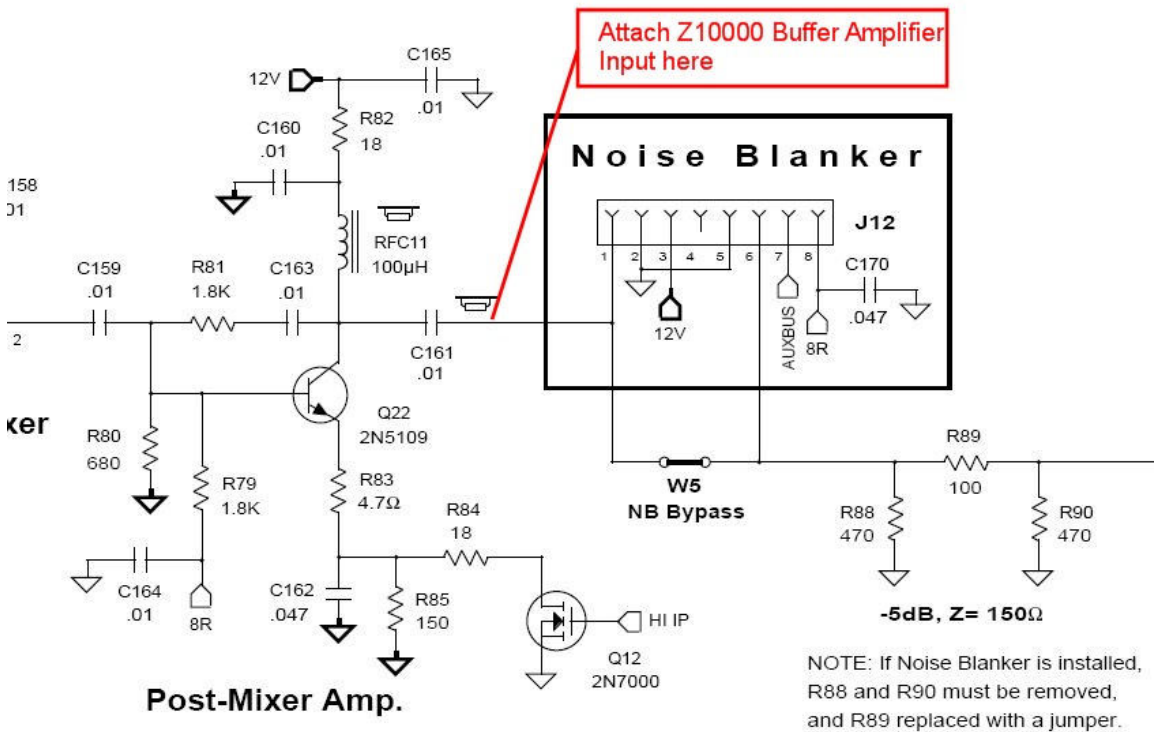 Attach Z10000 Buffer Amplifier
Input here
12V
C165
.01
R82
18
C160
.01
158
01
RFC11
100µH
Noise Blanker
J12
1 2 3 4 5 6 7 8
12V
AUXBUS
8R
C170
.047
C159
.01
R81
1.8K
C163
.01
C161
.01
2
xer
R80
680
R79
1.8K
Q22
2N5109
R83
4.7Ω
R84
18
C164
.01
8R
C162
.047
R85
150
HI IP
Q12
2N7000
W5
NB Bypass
R88
470
R89
100
R90
470
-5dB, Z= 150Ω
Post-Mixer Amp.
NOTE: If Noise Blanker is installed,
R88 and R90 must be removed,
and R89 replaced with a jumper.